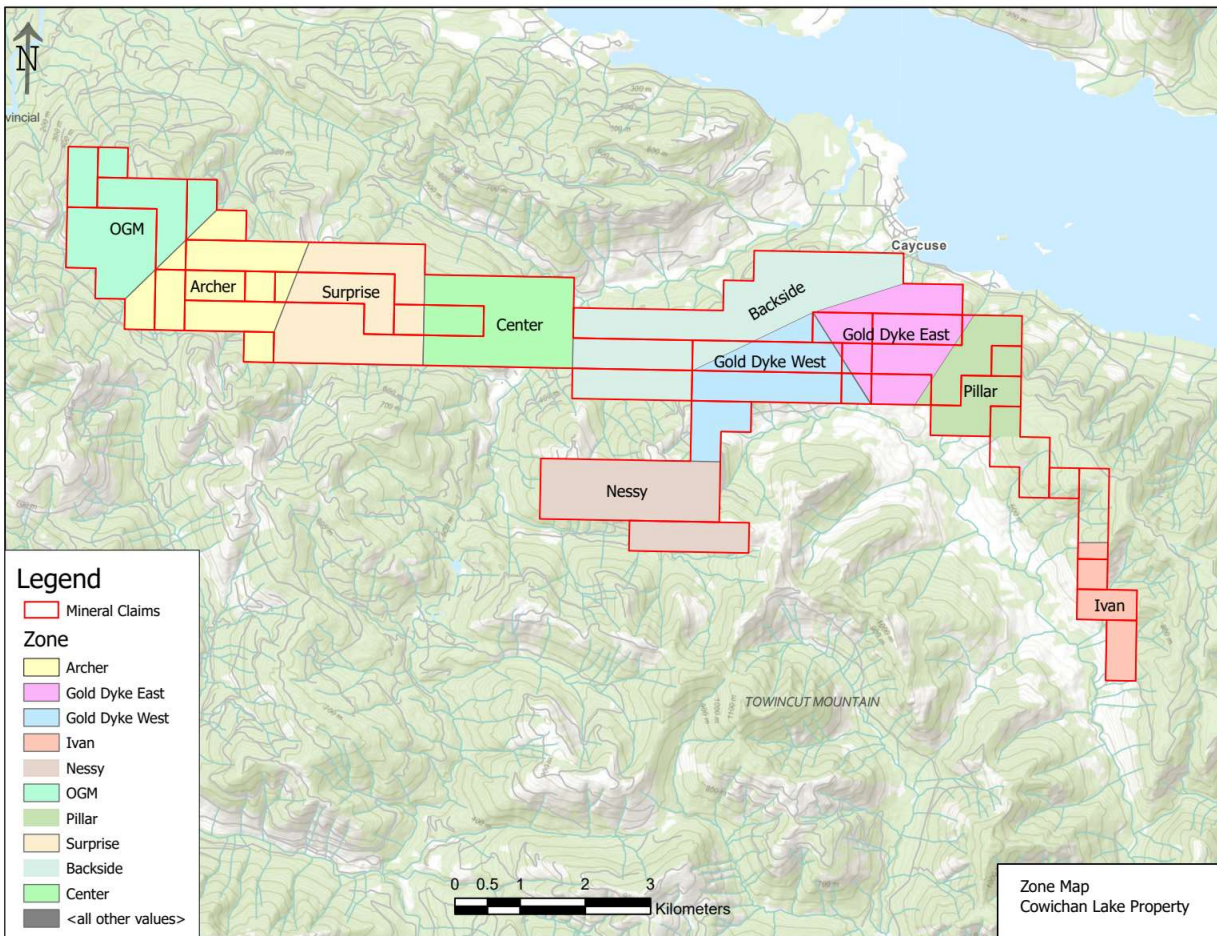 N
vincial
300 m
OGM
Archer
Surprise
Center
Backside
Caycuse
Gold Dyke East
Gold Dyke West
Pillar
Nessy
Ivan
TOWINCUT MOUNTAIN
Legend
Mineral Claims
Zone
Archer
Gold Dyke East
Gold Dyke West
Ivan
Nessy
OGM
Pillar
Surprise
Backside
Center
<all other values>
0 0.5 1 2 3
Kilometers
Zone Map
Cowichan Lake Property